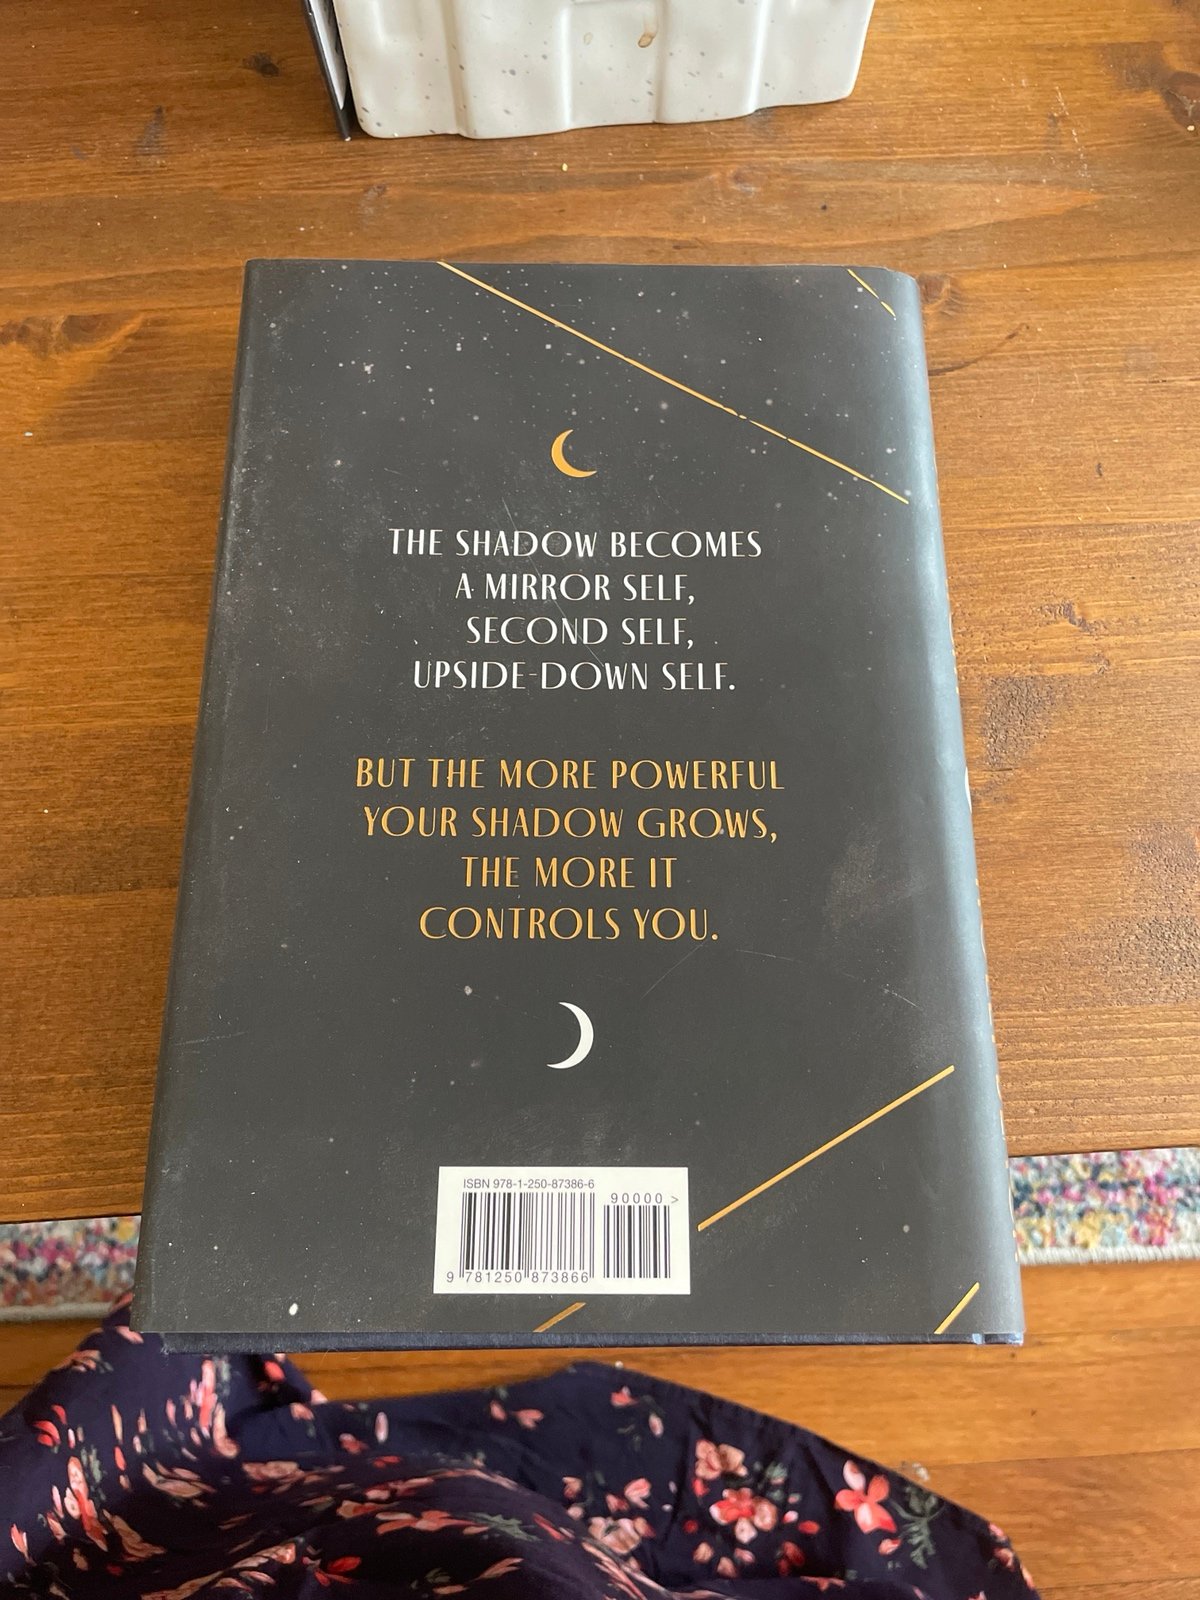 THE SHADOW BECOMES
A MIRROR SELF,
SECOND SELF,
UPSIDE-DOWN SELF.
BUT THE MORE POWERFUL
YOUR SHADOW GROWS,
THE MORE IT
CONTROLS YOU.
ISBN 978-1-250-87386-6
90000>
9 781250 873866